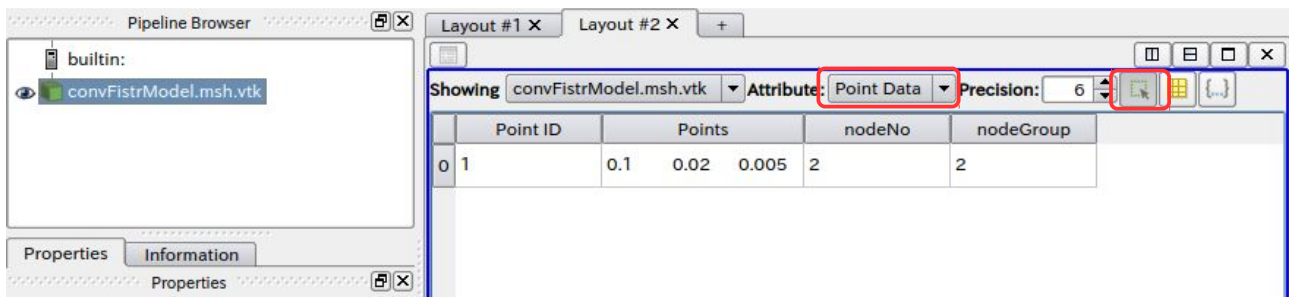 Pipeline Browser
builtin:
convFistrModel.msh.vtk
Properties Information
Properties
Layout #1 Layout #2 +
Showing convFistrModel.msh.vtk Attribute: Point Data Precision: 6 {...}
Point ID Points nodeNo nodeGroup
0 1 0.1 0.02 0.005 2 2